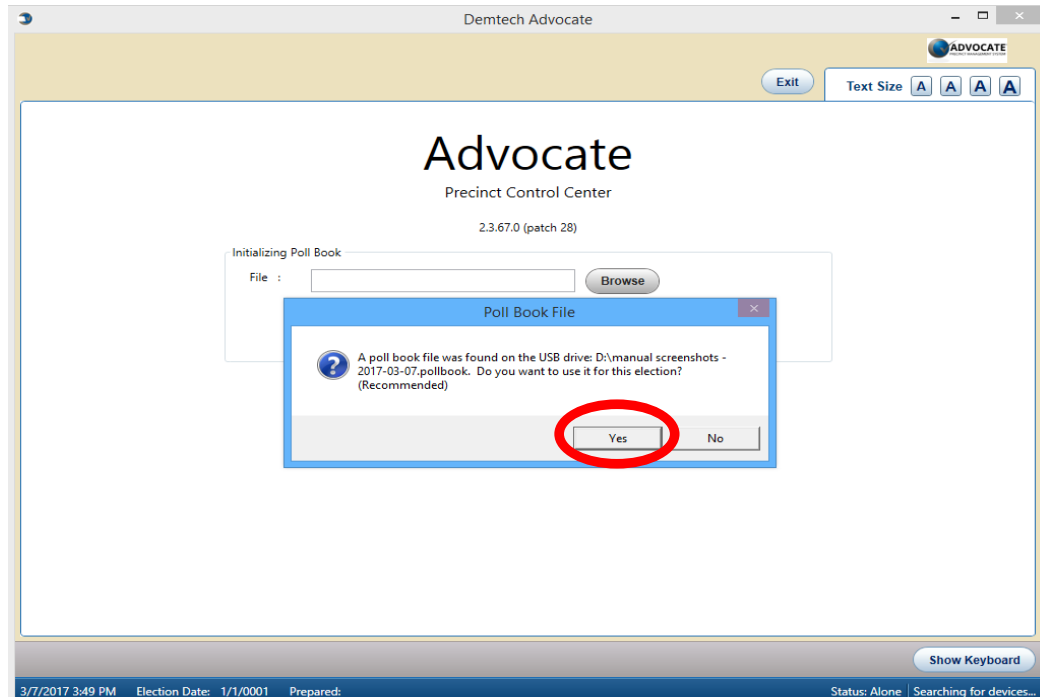 Demtech Advocate
ADVOCATE
Exit
Text Size A A A A
Advocate
Precinct Control Center
2.3.67.0 (patch 28)
Initializing Poll Book
File :
Browse
Poll Book File
A poll book file was found on the USB drive: D:\manual screenshots -
2017-03-07.pollbook. Do you want to use it for this election?
(Recommended)
Yes No
Show Keyboard
3/7/2017 3:49 PM Election Date: 1/1/0001 Prepared: Status: Alone Searching for devices...